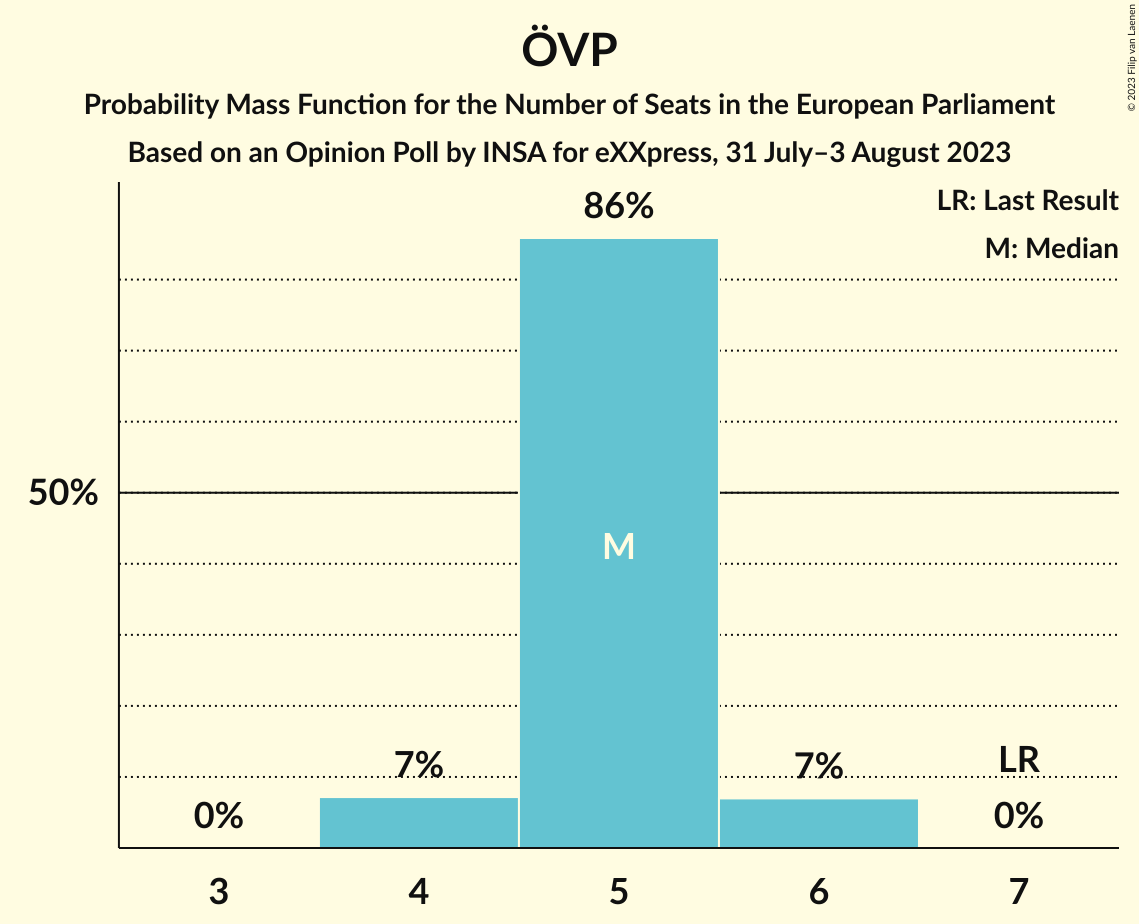 ÖVP
Probability Mass Function for the Number of Seats in the European Parliament
Based on an Opinion Poll by INSA for eXXpress, 31 July–3 August 2023
© 2023 Filip van Laenen
LR: Last Result
M: Median
86%
50%
M
7%
7%
LR
0%
0%
3 4 5 6 7